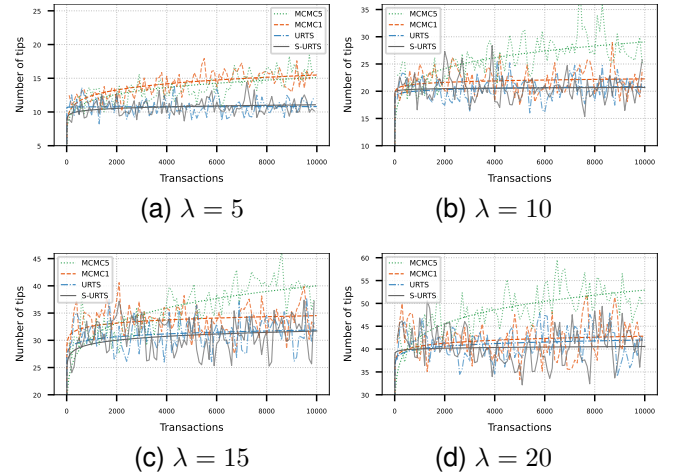 25
20
15
10
5
Number of tips
MCMC5
MCMC1
URTS
S-URTS
0 2000 4000 6000 8000 10000
Transactions
(a) λ = 5
35
30
25
20
15
10
Number of tips
MCMC5
MCMC1
URTS
S-URTS
0 2000 4000 6000 8000 10000
Transactions
(b) λ = 10
45
40
35
30
25
20
Number of tips
MCMC5
MCMC1
URTS
S-URTS
0 2000 4000 6000 8000 10000
Transactions
(c) λ = 15
60
55
50
45
40
35
30
Number of tips
MCMC5
MCMC1
URTS
S-URTS
0 2000 4000 6000 8000 10000
Transactions
(d) λ = 20